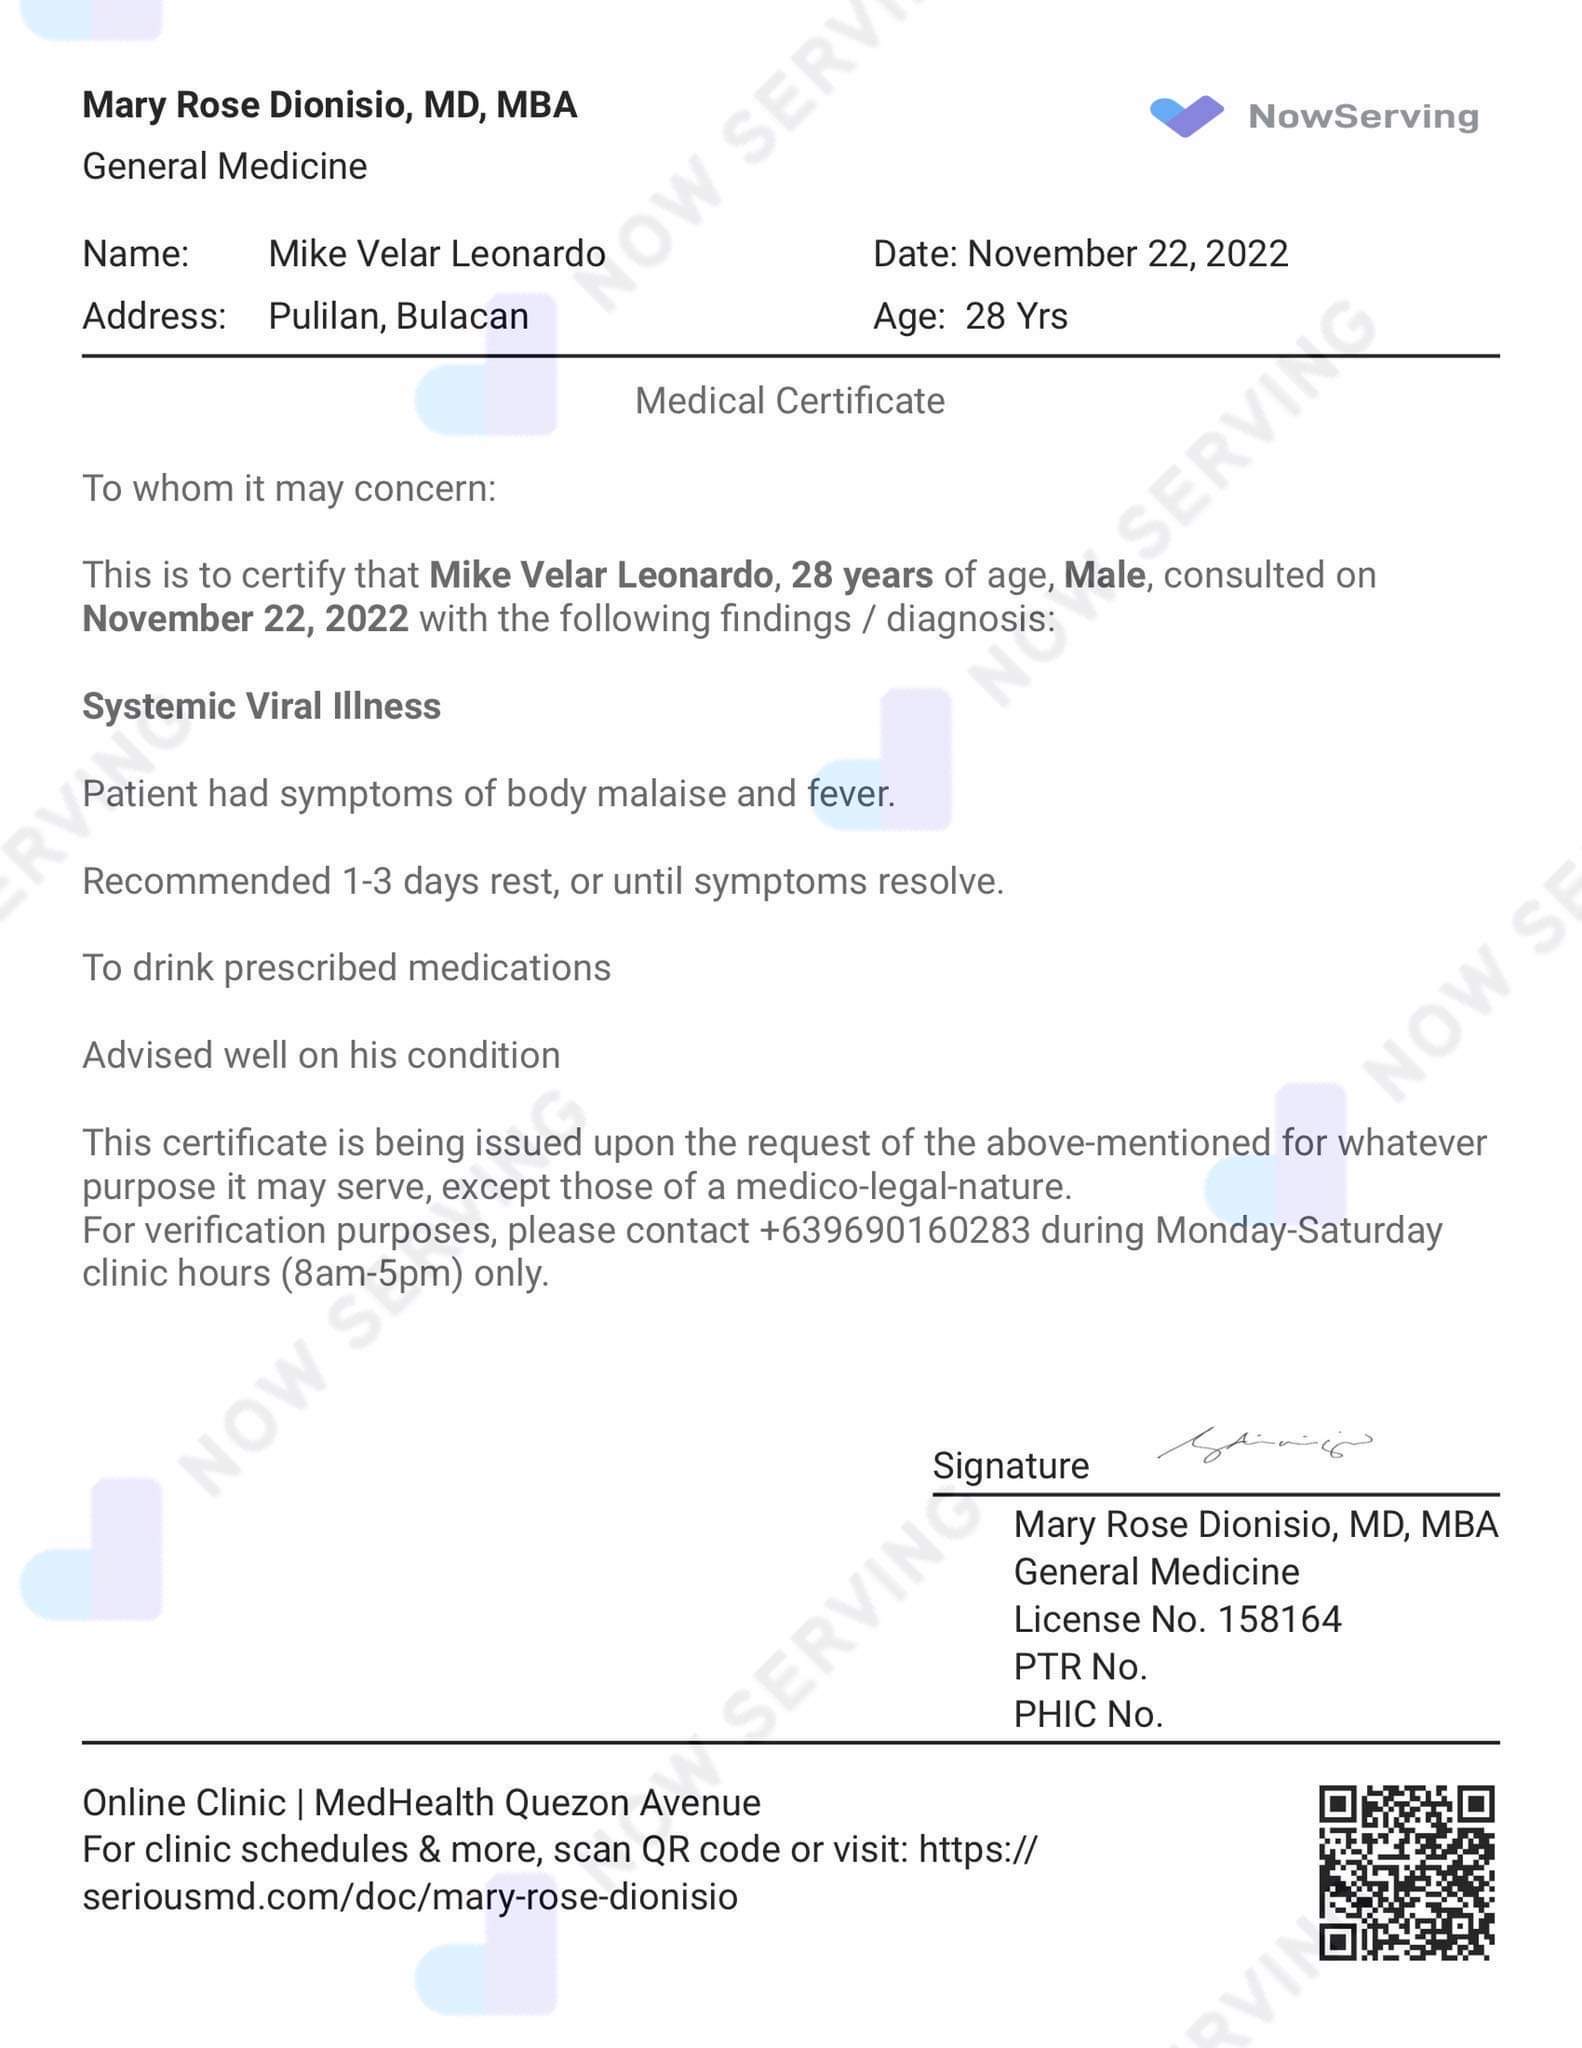 Mary Rose Dionisio, MD, MBA
NowServing
General Medicine
Name: Mike Velar Leonardo
Date: November 22, 2022
Address: Pulilan, Bulacan
Age: 28 Yrs
Medical Certificate
To whom it may concern:
This is to certify that Mike Velar Leonardo, 28 years of age, Male, consulted on
November 22, 2022 with the following findings / diagnosis:
Systemic Viral Illness
Patient had symptoms of body malaise and fever.
Recommended 1-3 days rest, or until symptoms resolve.
To drink prescribed medications
Advised well on his condition
This certificate is being issued upon the request of the above-mentioned for whatever
purpose it may serve, except those of a medico-legal-nature.
For verification purposes, please contact +639690160283 during Monday-Saturday
clinic hours (8am-5pm) only.
Signature
Mary Rose Dionisio, MD, MBA
General Medicine
License No. 158164
PTR No.
PHIC No.
Online Clinic | MedHealth Quezon Avenue
For clinic schedules & more, scan QR code or visit: https://
seriousmd.com/doc/mary-rose-dionisio
NOW SERVING
NOW SERVING
NOW SERVING
NOW SERVING